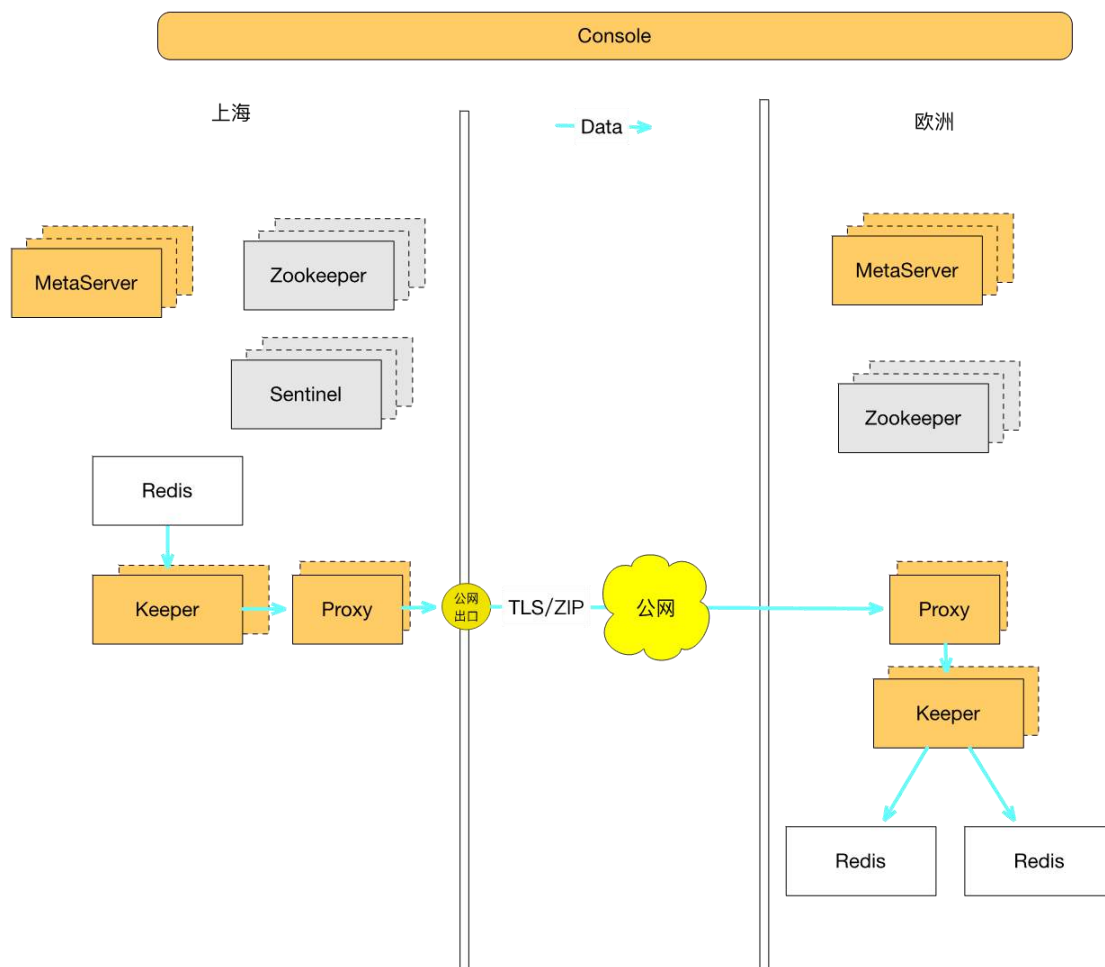 Console
上海
Data
欧洲
MetaServer
Zookeeper
MetaServer
Sentinel
Zookeeper
Redis
Keeper
Proxy
公网
出口
TLS/ZIP
公网
Proxy
Keeper
Redis
Redis